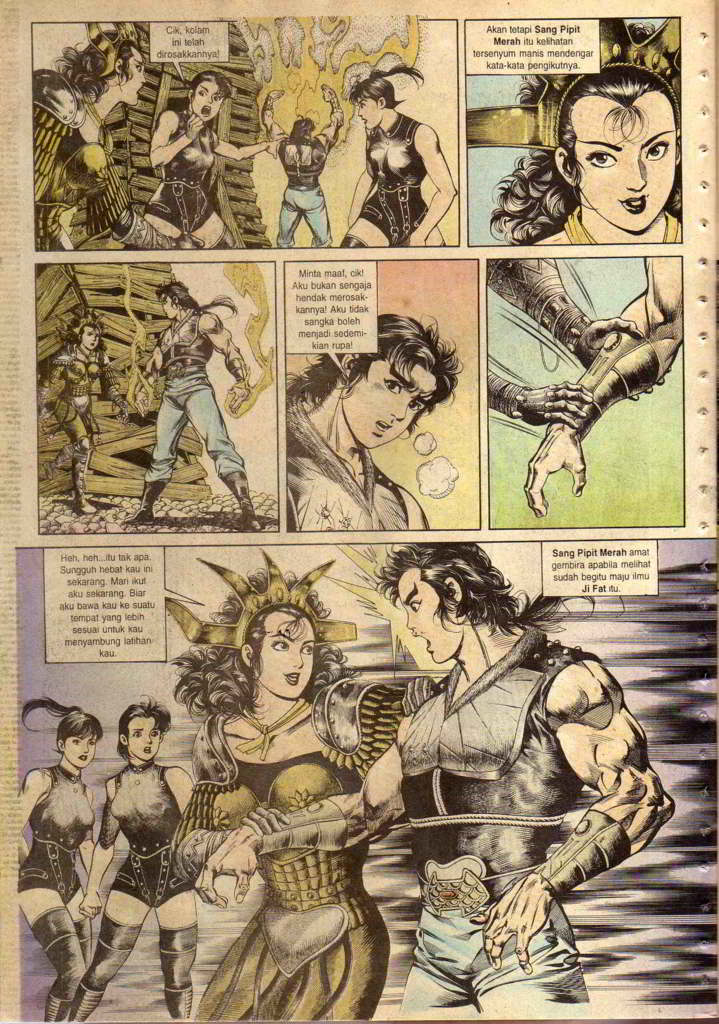 Cik, kolam
ini telah
dirosakkannya!
Akan tetapi Sang Pipit
Merah itu kelihatan
tersenyum manis mendengar
kata-kata pengikutnya.
Minta maaf, cik!
Aku bukan sengaja
hendak merosak-
kannya! Aku tidak
sangka boleh
menjadi sedemi-
kian rupa!
Heh, heh...itu tak apa.
Sungguh hebat kau ini
sekarang. Mari ikut
aku sekarang. Biar
aku bawa kau ke suatu
tempat yang lebih
sesuai untuk kau
menyambung latihan-
kau.
Sang Pipit Merah amat
gembira apabila melihat
sudah begitu maju ilmu
Ji Fat itu.